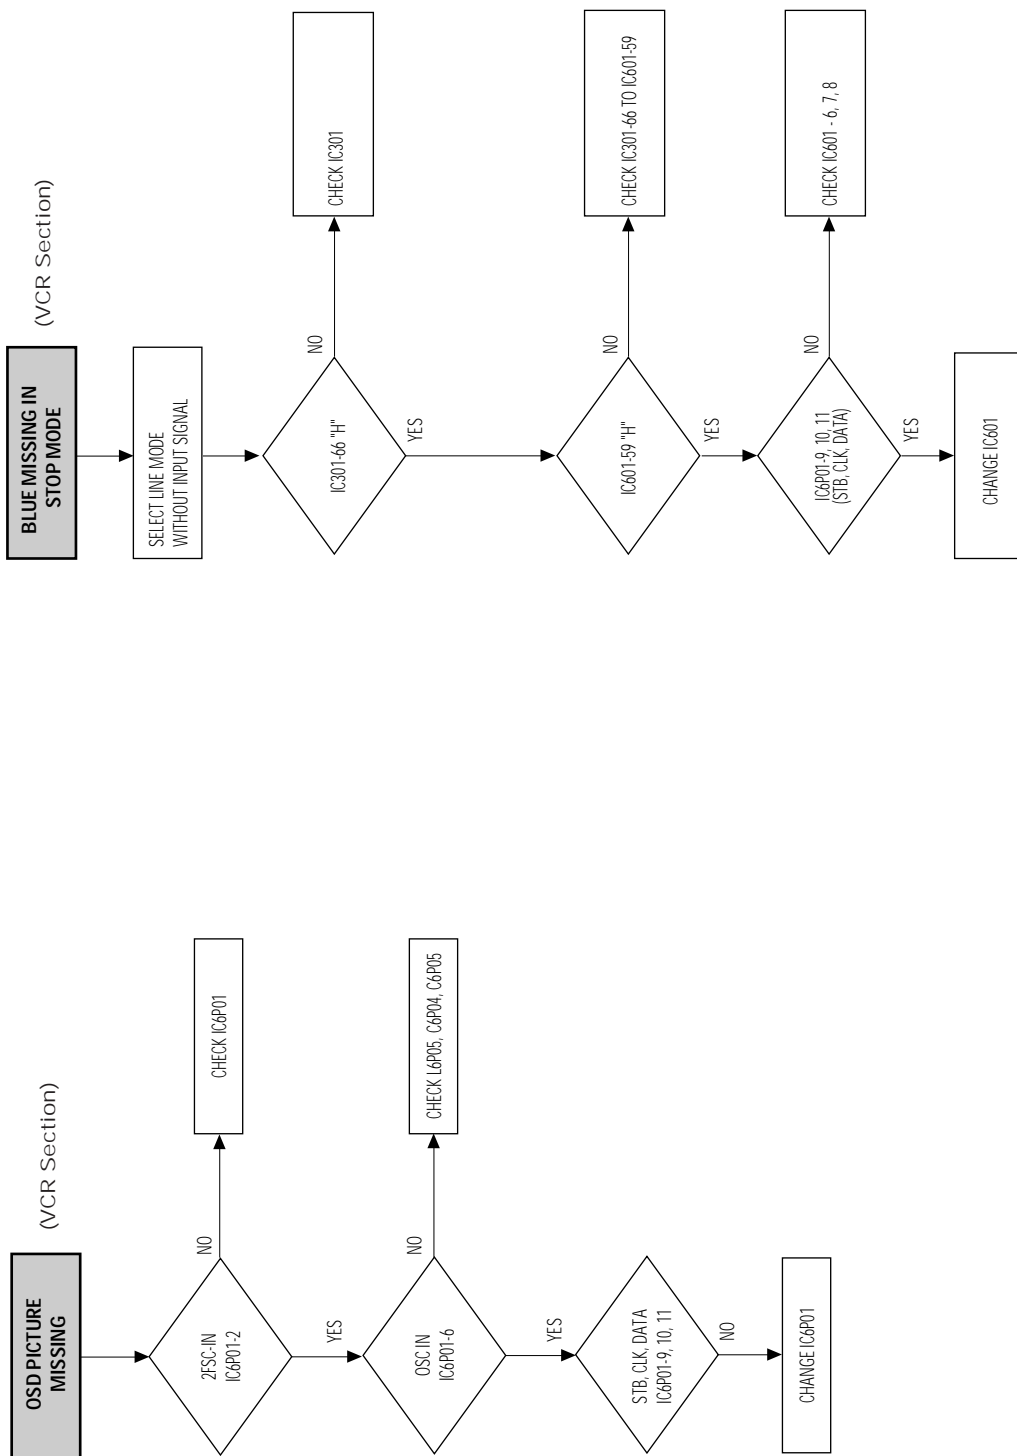 OSD PICTURE
MISSING
(VCR Section)
2FSC-IN
IC6P01-2
NO
CHECK IC6P01
YES
OSC IN
IC6P01-6
NO
CHECK L6P05, C6P04, C6P05
YES
STB, CLK, DATA
IC6P01-9, 10, 11
NO
CHANGE IC6P01
BLUE MISSING IN
STOP MODE
(VCR Section)
SELECT LINE MODE
WITHOUT INPUT SIGNAL
IC301-66 "H"
NO
CHECK IC301
YES
IC601-59 "H"
NO
CHECK IC301-66 TO IC601-59
YES
IC6P01-9, 10, 11
(STB, CLK, DATA)
NO
CHECK IC601 - 6, 7, 8
YES
CHANGE IC601